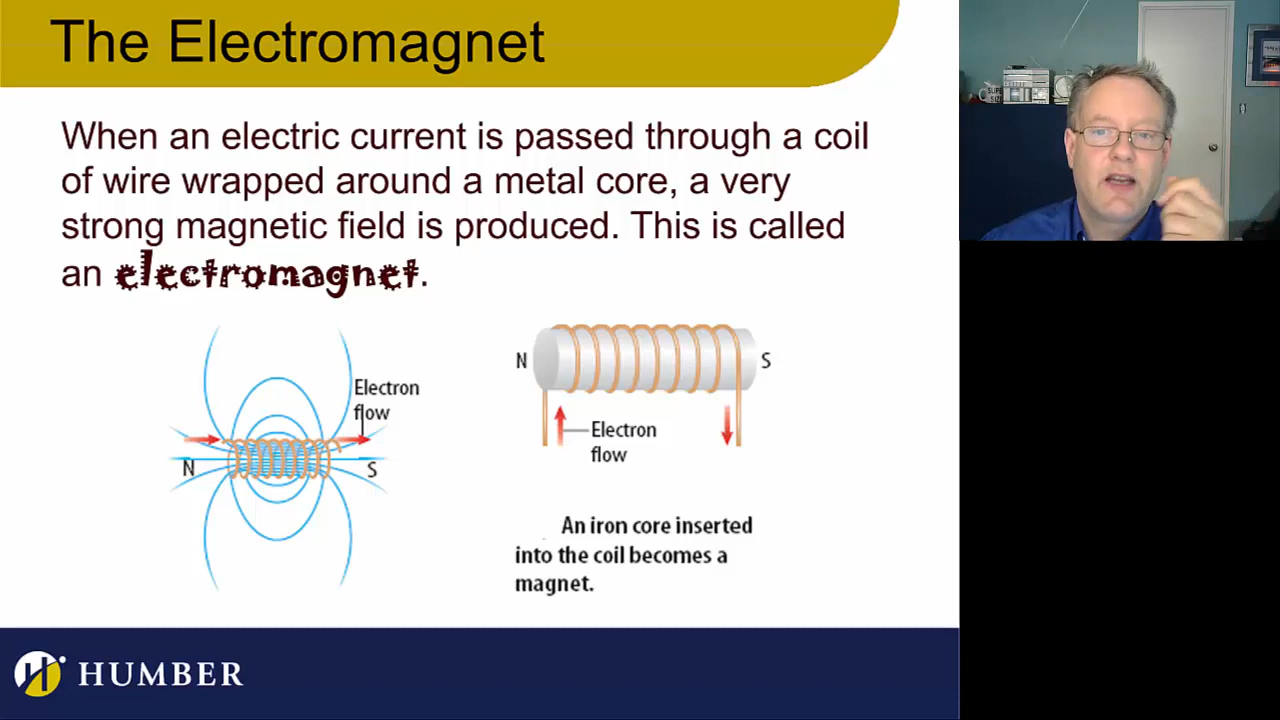 The Electromagnet
When an electric current is passed through a coil
of wire wrapped around a metal core, a very
strong magnetic field is produced. This is called
an electromagnet.
Electron
flow
N
S
N
S
Electron
flow
An iron core inserted
into the coil becomes a
magnet.
HUMBER